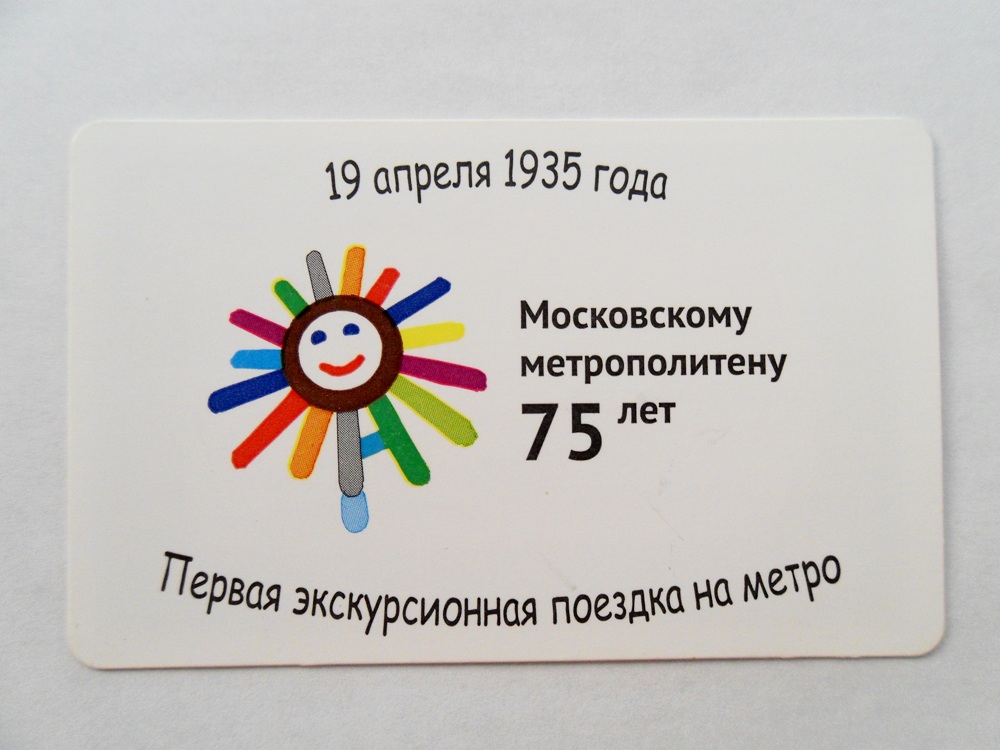 19 апреля 1935 года
Московскому
метрополитену
75 лет
Первая экскурсионная поездка на метро